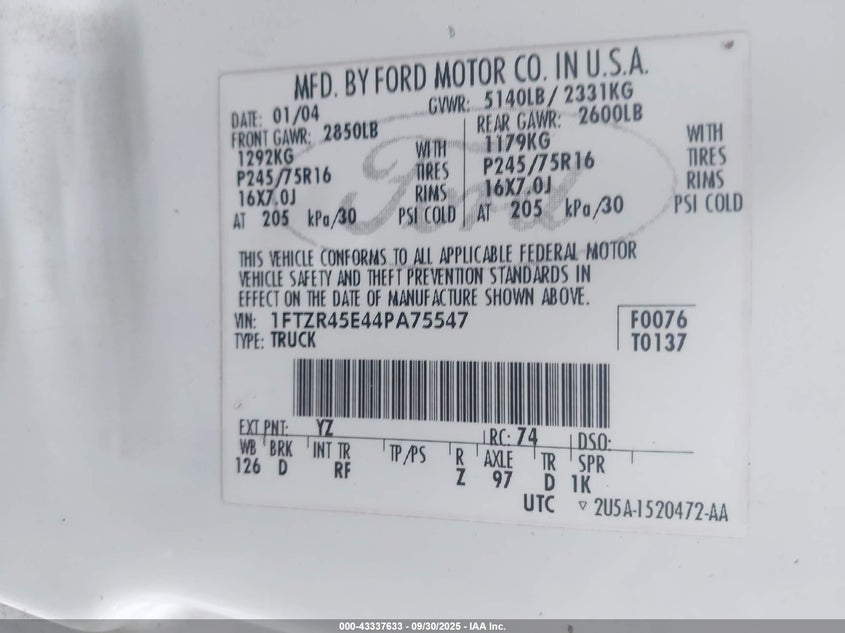 MFD. BY FORD MOTOR CO. IN U.S.A.
DATE: 01/04 GVWR: 5140LB/ 2331KG
FRONT GAWR: 2850LB REAR GAWR: 2600LB
1292KG WITH 1179KG WITH
P245/75R16 TIRES P245/75R16 TIRES
16X7.0J RIMS 16X7.0J RIMS
AT 205 kPa/30 PSI COLD AT 205 kPa/30 PSI COLD
Ford
THIS VEHICLE CONFORMS TO ALL APPLICABLE FEDERAL MOTOR
VEHICLE SAFETY AND THEFT PREVENTION STANDARDS IN
EFFECT ON THE DATE OF MANUFACTURE SHOWN ABOVE.
VIN: 1FTZR45E44PA75547 F0076
TYPE: TRUCK T0137
EXT PNT: YZ RC: 74 DSO:
WB BRK INT TR TP/PS R AXLE TR SPR
126 D RF Z 97 D 1K
UTC ▽ 2U5A-1520472-AA
000-43337633 - 09/30/2025 - IAA Inc.